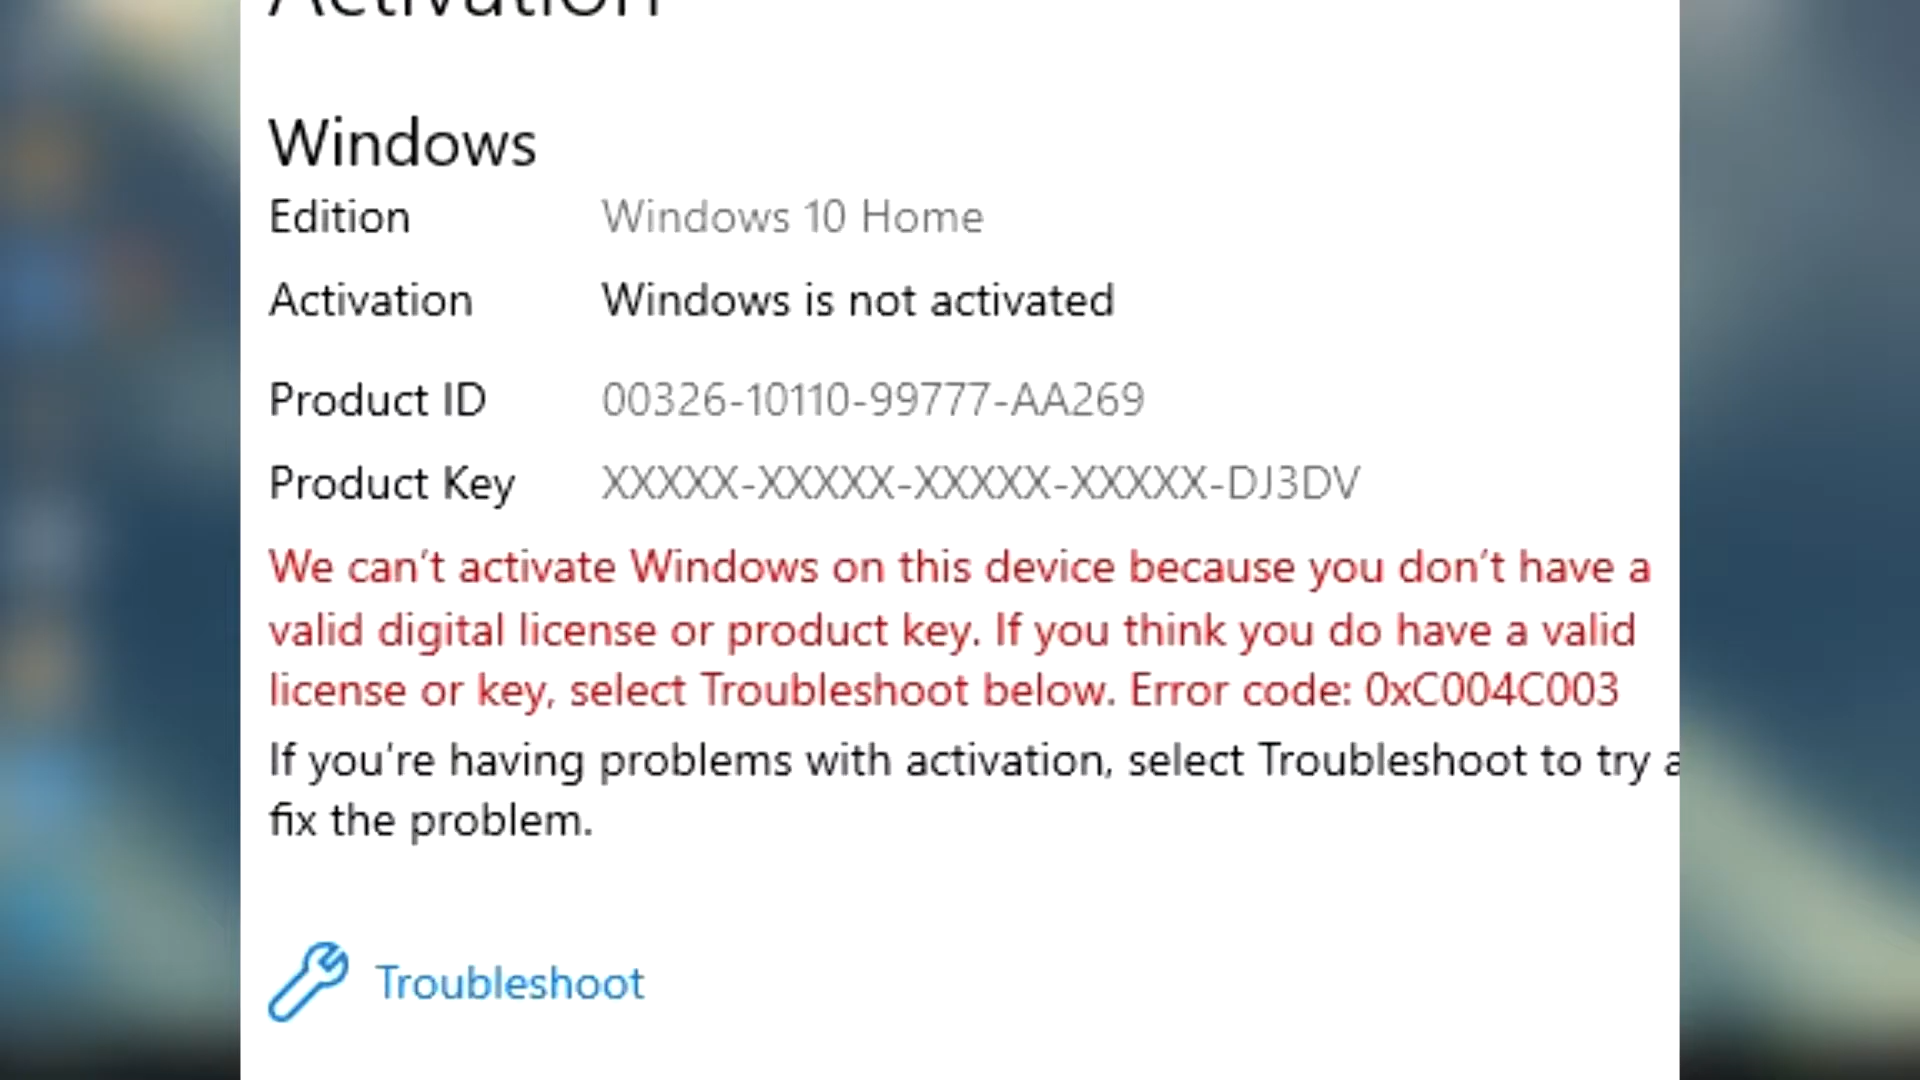 Activation
Windows
Edition Windows 10 Home
Activation Windows is not activated
Product ID 00326-10110-99777-AA269
Product Key XXXXX-XXXXX-XXXXX-XXXXX-DJ3DV
We can’t activate Windows on this device because you don’t have a
valid digital license or product key. If you think you do have a valid
license or key, select Troubleshoot below. Error code: 0xC004C003
If you’re having problems with activation, select Troubleshoot to try a
fix the problem.
Troubleshoot